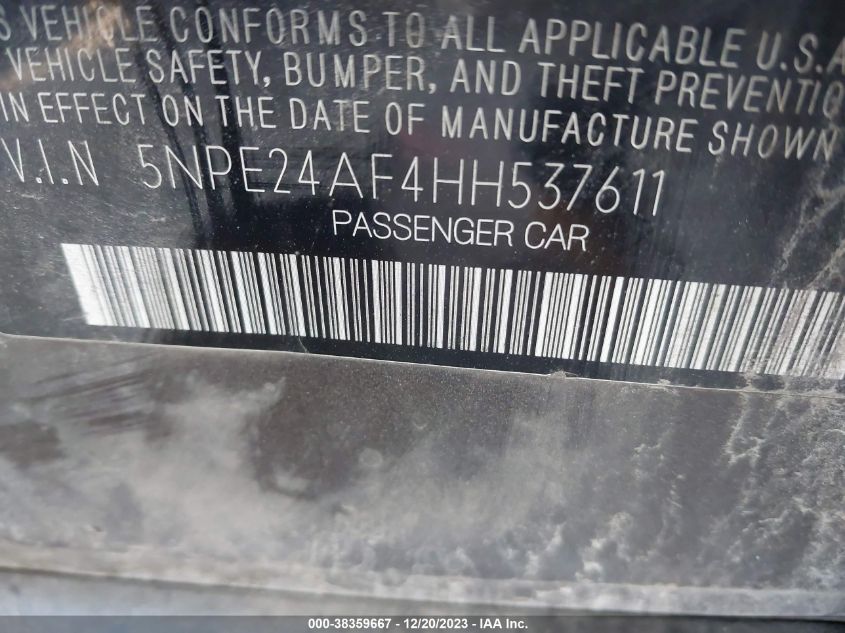 S VEHICLE CONFORMS TO ALL APPLICABLE U.S.A
VEHICLE SAFETY, BUMPER, AND THEFT PREVENTIO
IN EFFECT ON THE DATE OF MANUFACTURE SHOWN
V.I.N 5NPE24AF4HH537611
PASSENGER CAR
000-38359667 - 12/20/2023 - IAA Inc.